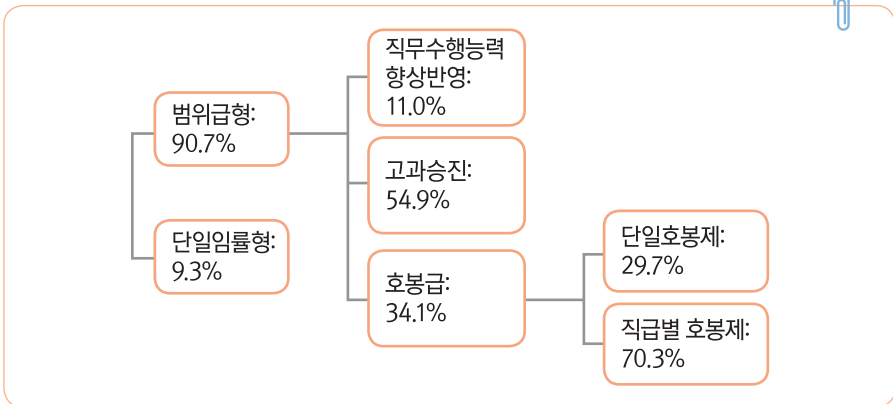 범위급형:
90.7%
단일임률형:
9.3%
직무수행능력
향상반영:
11.0%
고과승진:
54.9%
호봉급:
34.1%
단일호봉제:
29.7%
직급별 호봉제:
70.3%